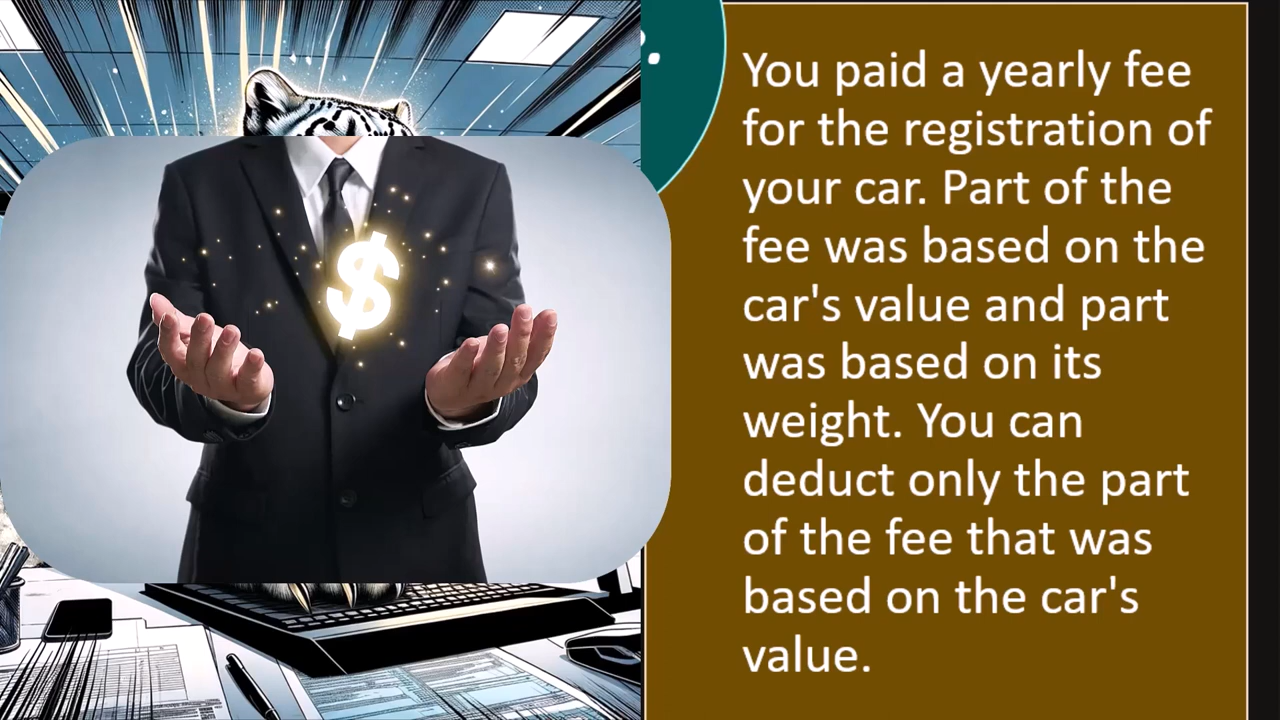 You paid a yearly fee
for the registration of
your car. Part of the
fee was based on the
car's value and part
was based on its
weight. You can
deduct only the part
of the fee that was
based on the car's
value.
$